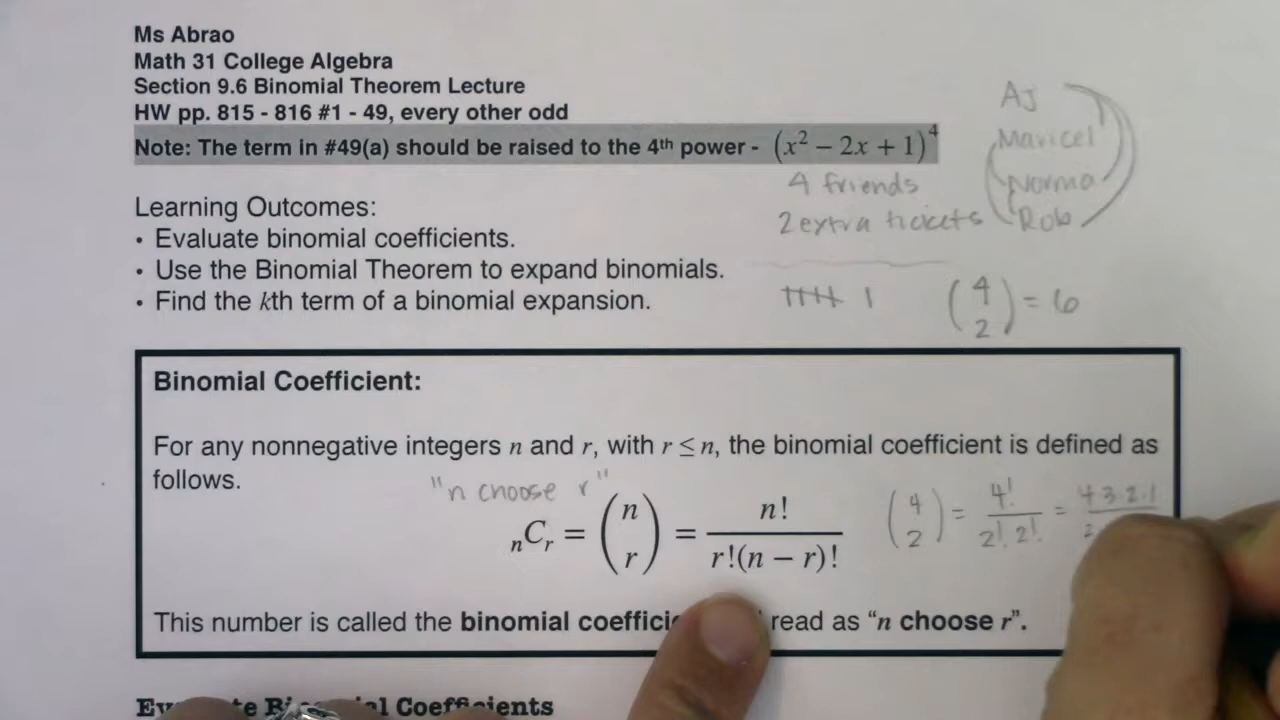 Ms Abrao
Math 31 College Algebra
Section 9.6 Binomial Theorem Lecture
HW pp. 815 - 816 #1 - 49, every other odd
Note: The term in #49(a) should be raised to the 4th power - (x² − 2x + 1)⁴
AJ
Maricel
Norma
Rob
4 friends
2 extra tickets
Learning Outcomes:
• Evaluate binomial coefficients.
• Use the Binomial Theorem to expand binomials.
• Find the kth term of a binomial expansion.
(4 2) = 6
Binomial Coefficient:
For any nonnegative integers n and r, with r ≤ n, the binomial coefficient is defined as
follows.
"n choose r"
nCr = (n r) = n! / r!(n − r)!
(4 2) = 4! / 2! 2! = 4·3·2·1 / 2
This number is called the binomial read as “n choose r”.
Coefficients